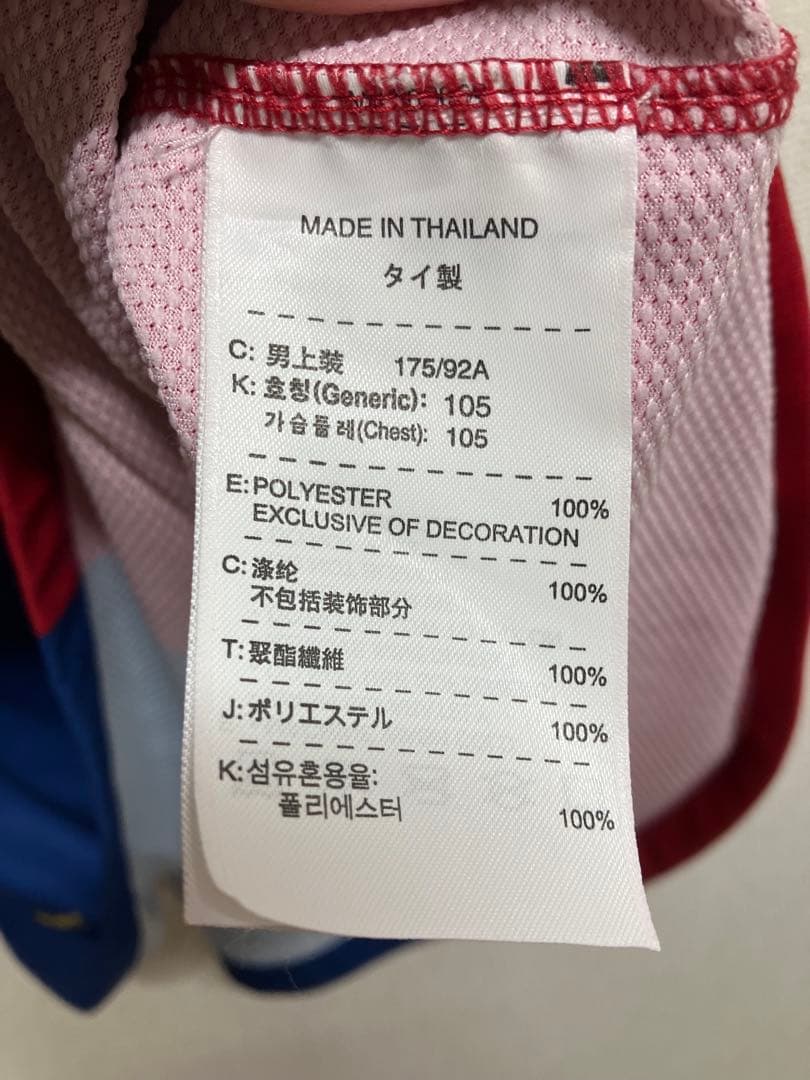 MADE IN THAILAND
タイ製
C: 男上装 175/92A
K: 호칭(Generic): 105
가슴둘레(Chest): 105
E: POLYESTER 100%
EXCLUSIVE OF DECORATION
C: 涤纶 100%
不包括装饰部分
T: 聚酯纖維 100%
J: ポリエステル 100%
K: 섬유혼용율:
폴리에스터 100%